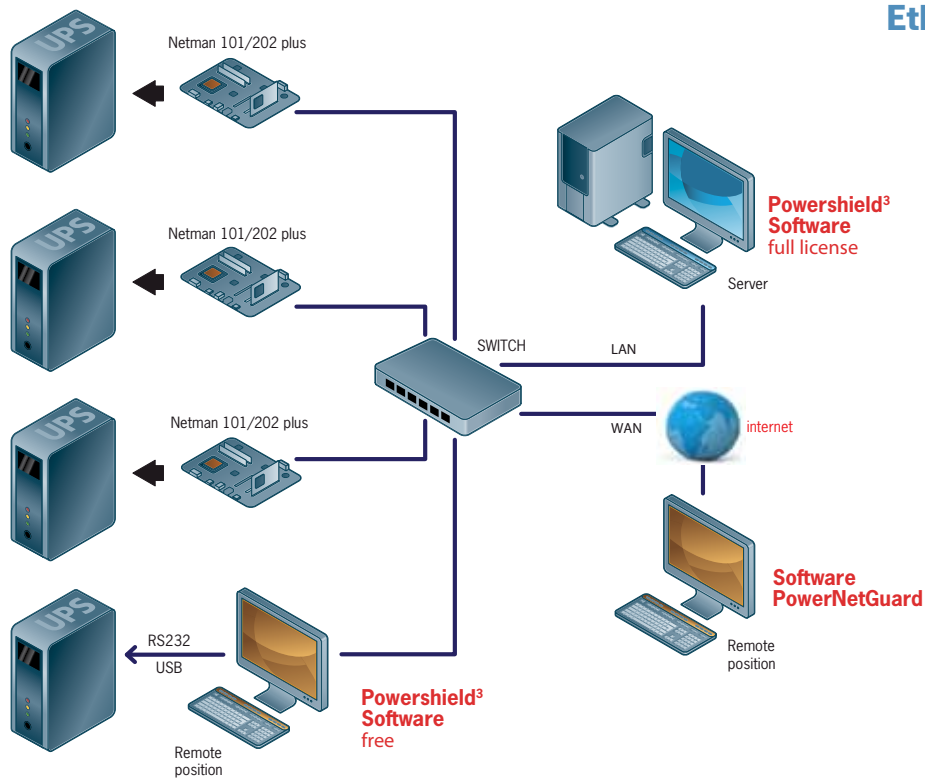 Etl
UPS
Netman 101/202 plus
Powershield³
Software
full license
Server
UPS
Netman 101/202 plus
SWITCH
LAN
WAN
internet
UPS
Netman 101/202 plus
Software
PowerNetGuard
Remote
position
UPS
RS232
USB
Powershield³
Software
free
Remote
position